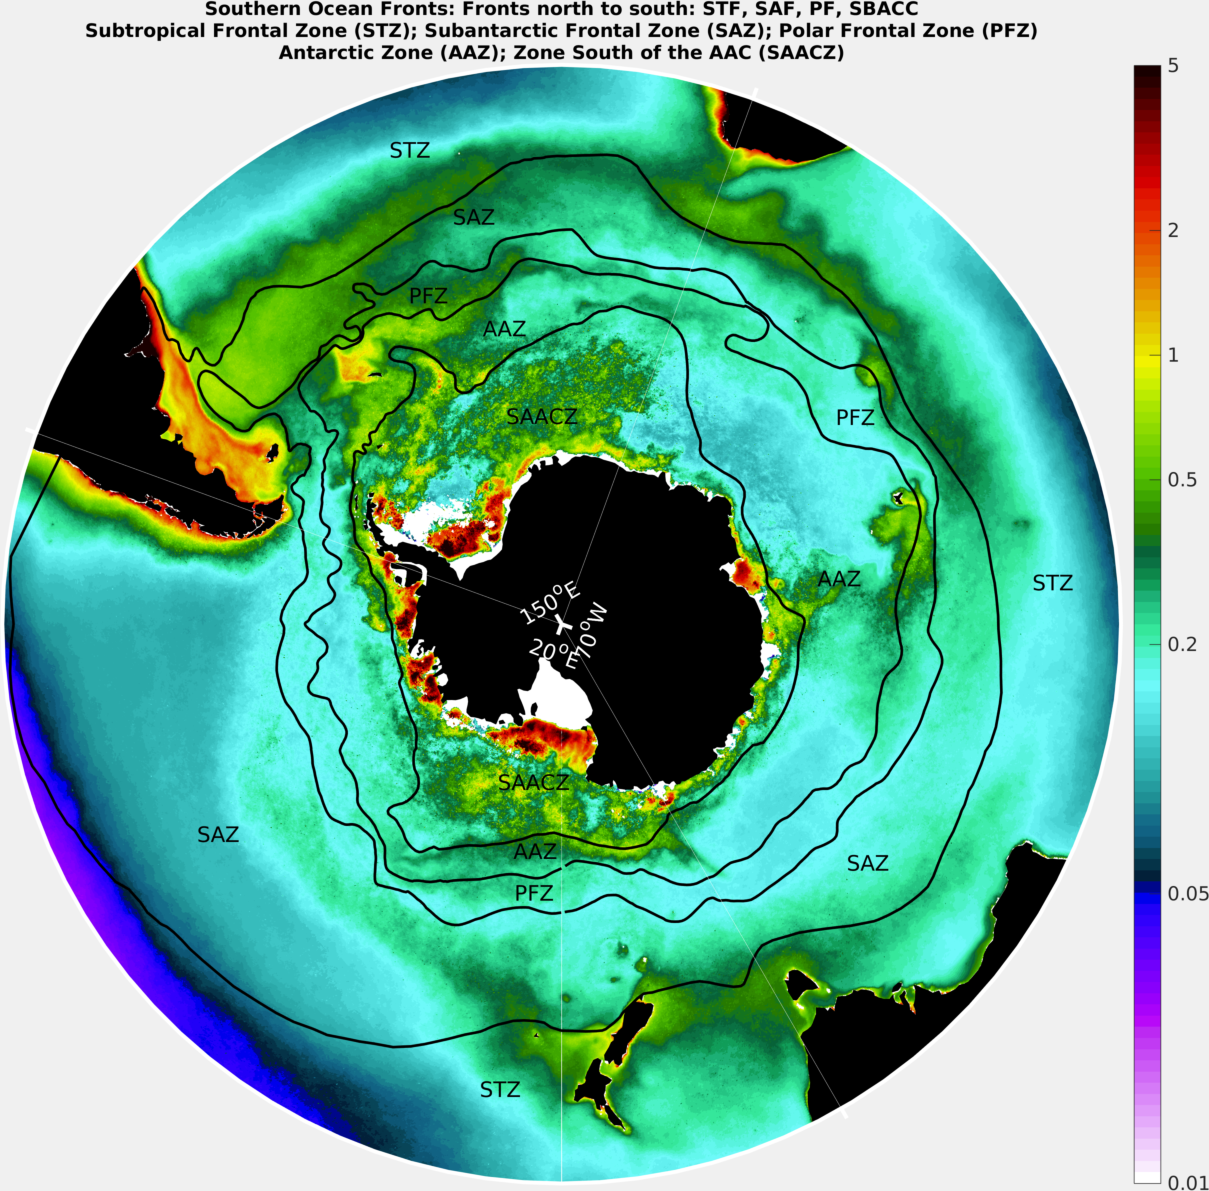 Southern Ocean Fronts: Fronts north to south: STF, SAF, PF, SBACC
Subtropical Frontal Zone (STZ); Subantarctic Frontal Zone (SAZ); Polar Frontal Zone (PFZ)
Antarctic Zone (AAZ); Zone South of the AAC (SAACZ)
5
STZ
SAZ
2
PFZ
AAZ
1
SAACZ
PFZ
0.5
AAZ
STZ
150°E
70°W
20°E
0.2
SAACZ
SAZ
AAZ
SAZ
PFZ
0.05
STZ
0.01